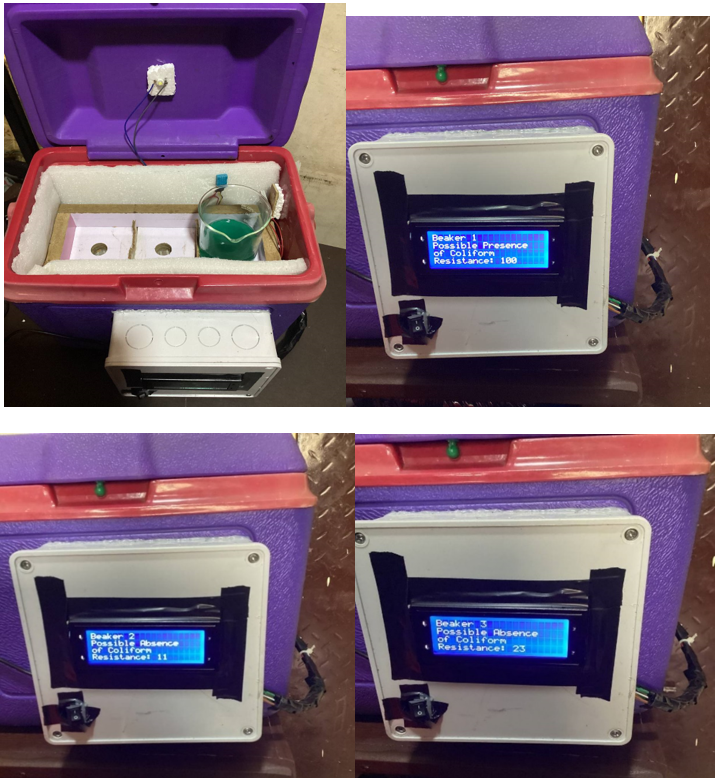 Beaker 1
Possible Presence
of Coliform
Resistance: 100
Beaker 2
Possible Absence
of Coliform
Resistance: 11
Beaker 3
Possible Absence
of Coliform
Resistance: 23